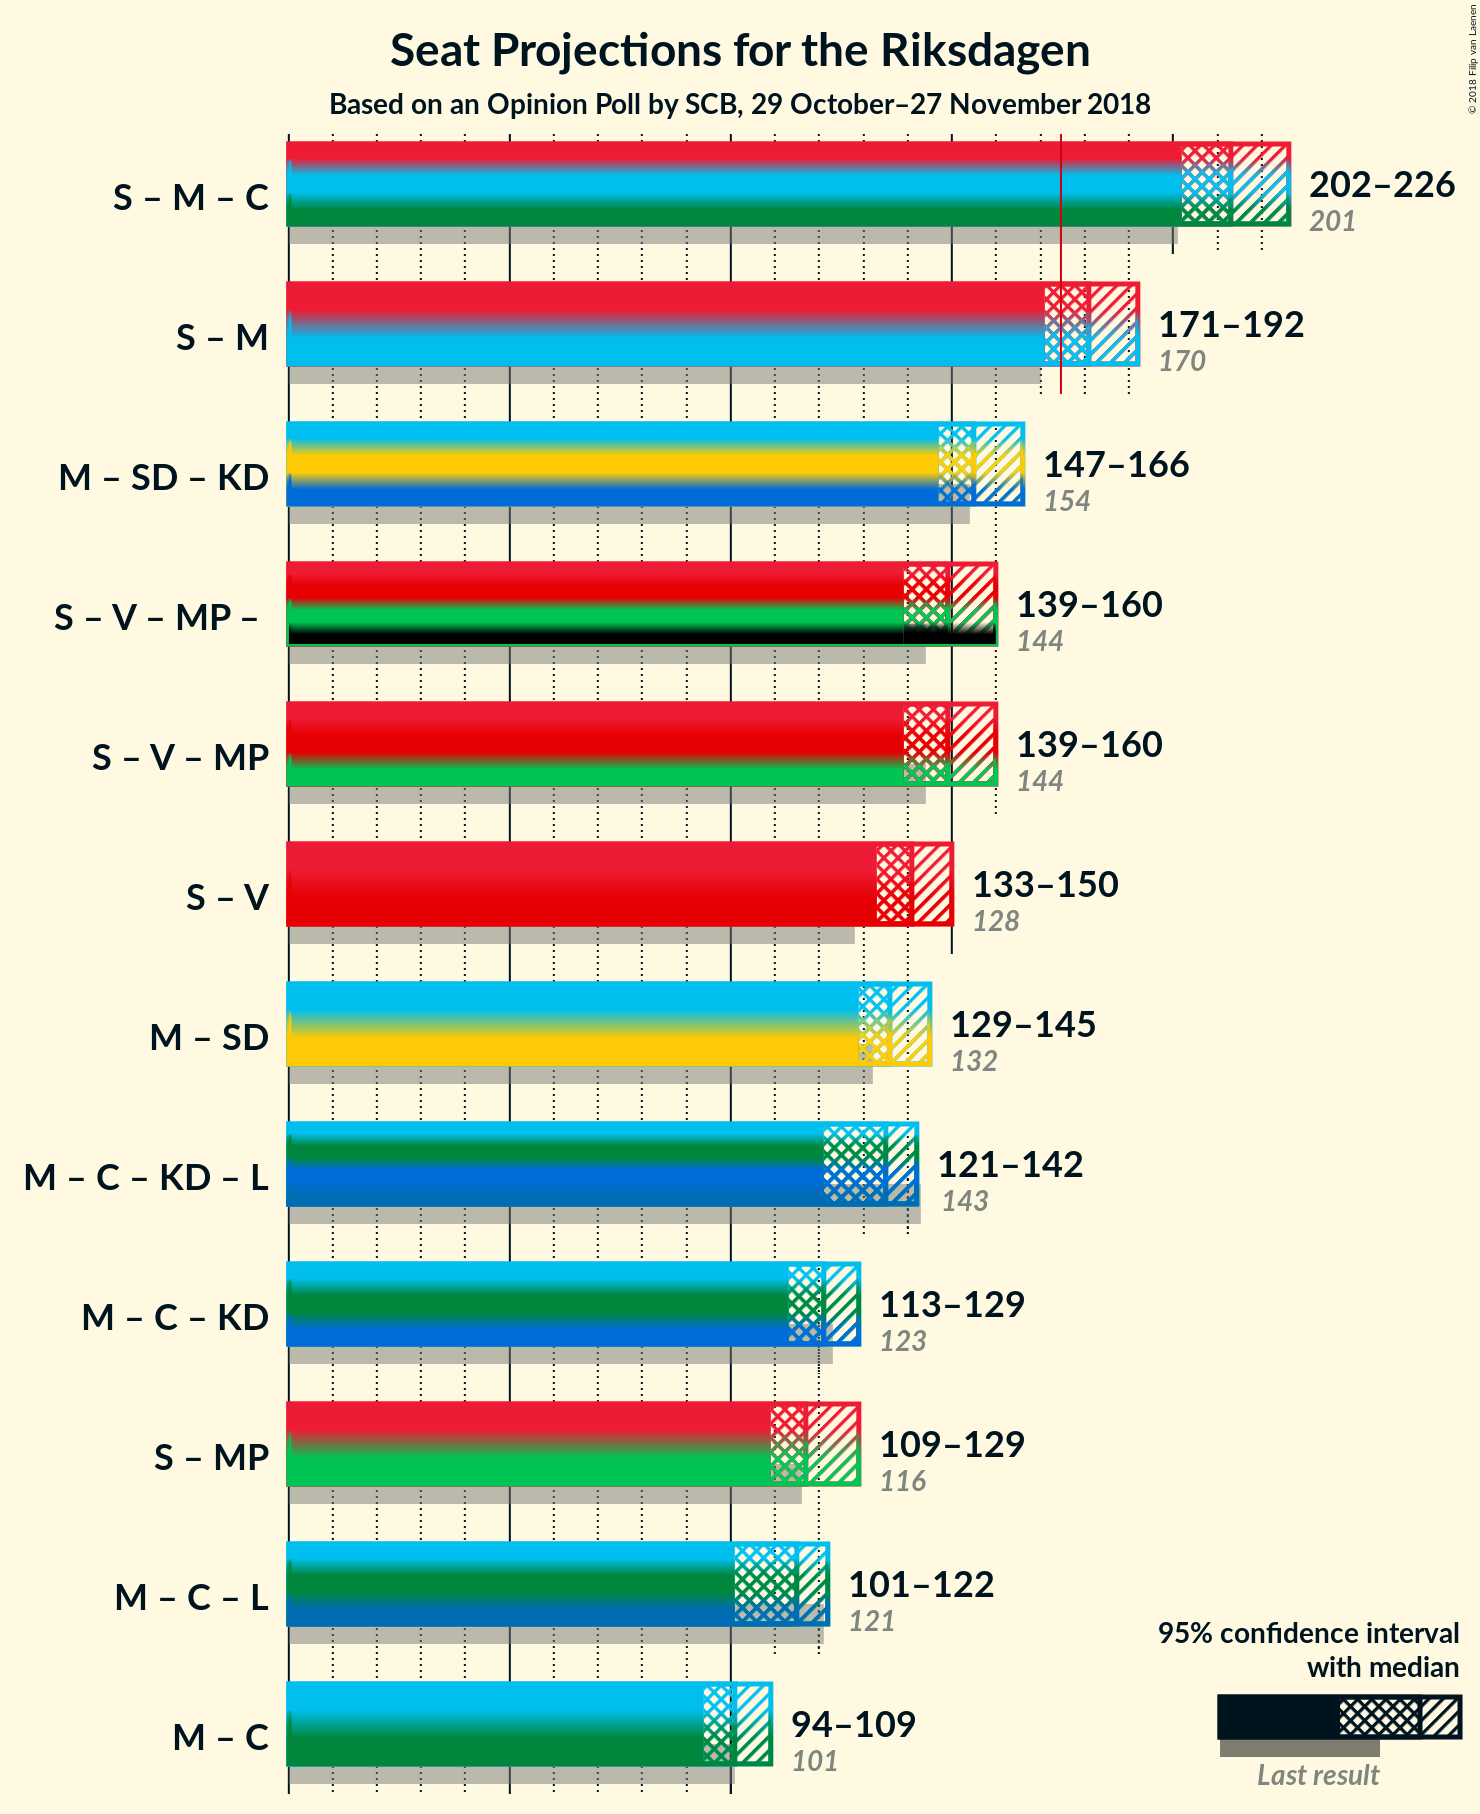 Seat Projections for the Riksdagen
Based on an Opinion Poll by SCB, 29 October–27 November 2018
© 2018 Filip van Laenen
S – M – C
202–226
201
S – M
171–192
170
M – SD – KD
147–166
154
S – V – MP –
139–160
144
S – V – MP
139–160
144
S – V
133–150
128
M – SD
129–145
132
M – C – KD – L
121–142
143
M – C – KD
113–129
123
S – MP
109–129
116
M – C – L
101–122
121
M – C
94–109
101
95% confidence interval
with median
Last result